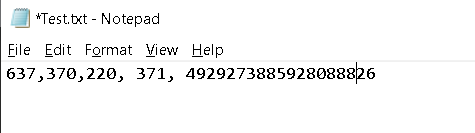 *Test.txt - Notepad
File Edit Format View Help
637,370,220, 371, 4929273885928088826